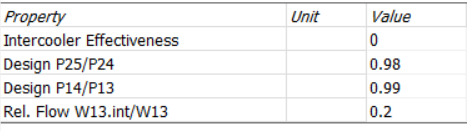 Property Unit Value
Intercooler Effectiveness 0
Design P25/P24 0.98
Design P14/P13 0.99
Rel. Flow W13.int/W13 0.2